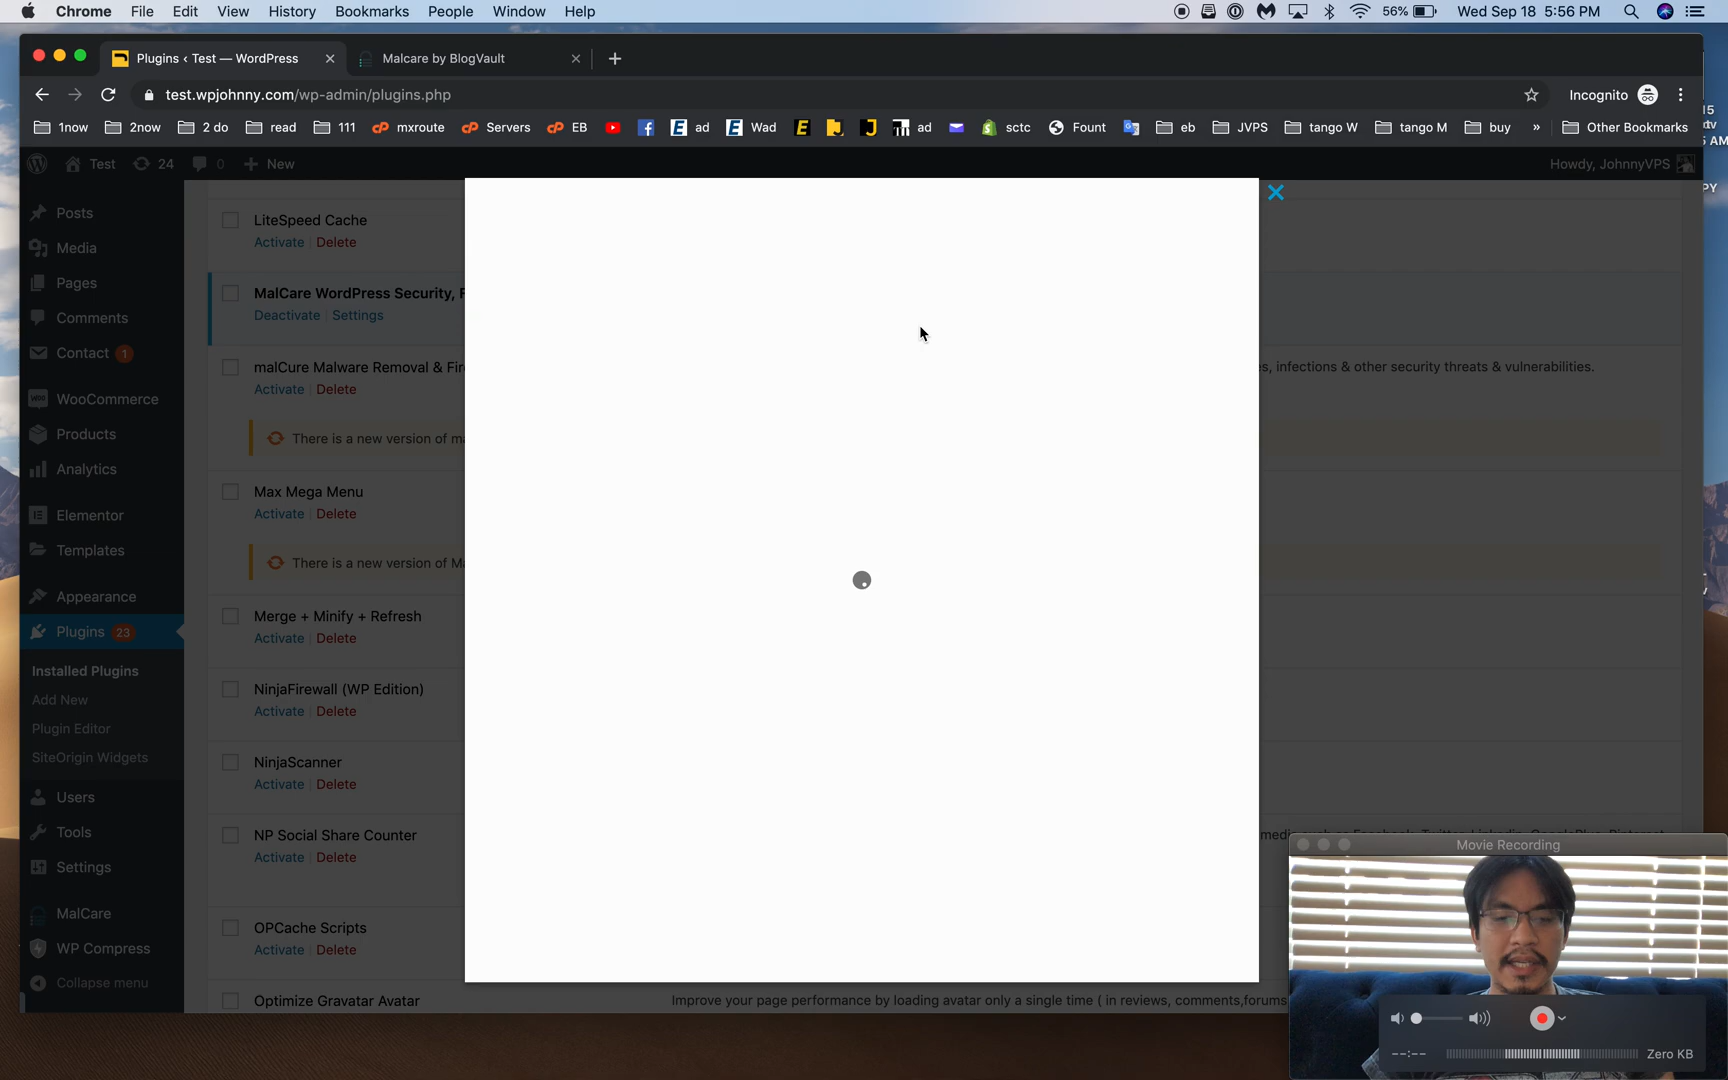 Chrome File Edit View History Bookmarks People Window Help 56% Wed Sep 18 5:56 PM
Plugins ‹ Test — WordPress
Malcare by BlogVault
test.wpjohnny.com/wp-admin/plugins.php
Incognito
1now 2now 2 do read 111 mxroute Servers EB ad Wad ad sctc Fount eb JVPS tango W tango M buy » Other Bookmarks
Test 24 0 New
Howdy, JohnnyVPS
Posts
Media
Pages
Comments
Contact 1
WooCommerce
Products
Analytics
Elementor
Templates
Appearance
Plugins 23
Installed Plugins
Add New
Plugin Editor
SiteOrigin Widgets
Users
Tools
Settings
MalCare
WP Compress
Collapse menu
LiteSpeed Cache
Activate | Delete
MalCare WordPress Security, F
Deactivate | Settings
malCure Malware Removal & Fir
s, infections & other security threats & vulnerabilities.
Activate | Delete
There is a new version of ma
Max Mega Menu
Activate | Delete
There is a new version of Ma
Merge + Minify + Refresh
Activate | Delete
NinjaFirewall (WP Edition)
Activate | Delete
NinjaScanner
Activate | Delete
NP Social Share Counter
Activate | Delete
OPCache Scripts
Activate | Delete
Optimize Gravatar Avatar
Improve your page performance by loading avatar only a single time ( in reviews, comments,forums
Movie Recording
--:--
Zero KB